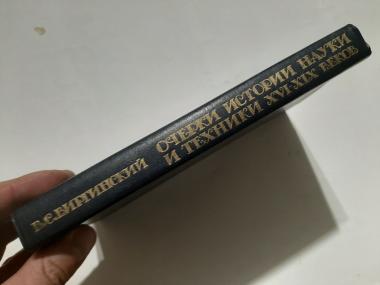 В.С.ВИРГИНСКИЙ
ОЧЕРКИ ИСТОРИИ НАУКИ
И ТЕХНИКИ XVI-XIX ВЕКОВ